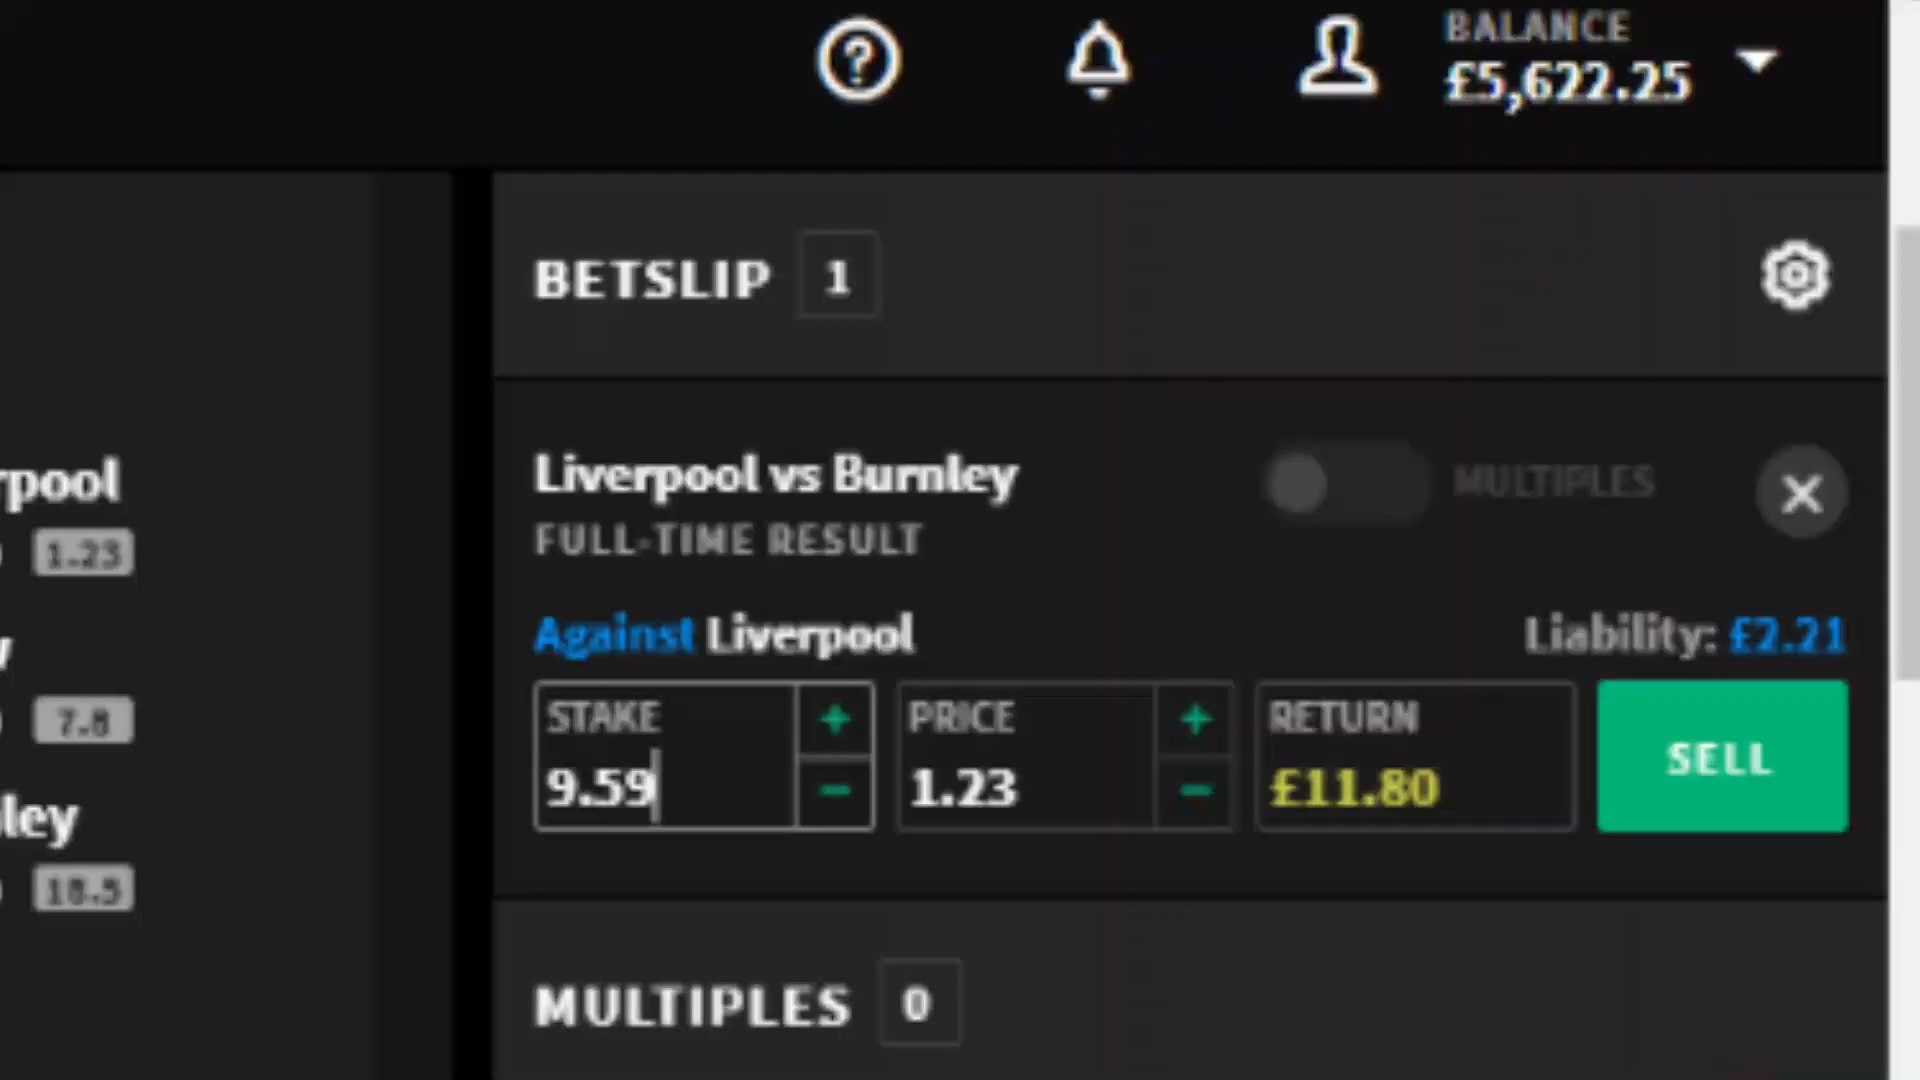 BALANCE
£5,622.25
BETSLIP 1
rpool
1.23
7.8
ley
18.5
Liverpool vs Burnley
MULTIPLES
FULL-TIME RESULT
Against Liverpool
Liability: £2.21
STAKE
9.59
PRICE
1.23
RETURN
£11.80
SELL
MULTIPLES 0